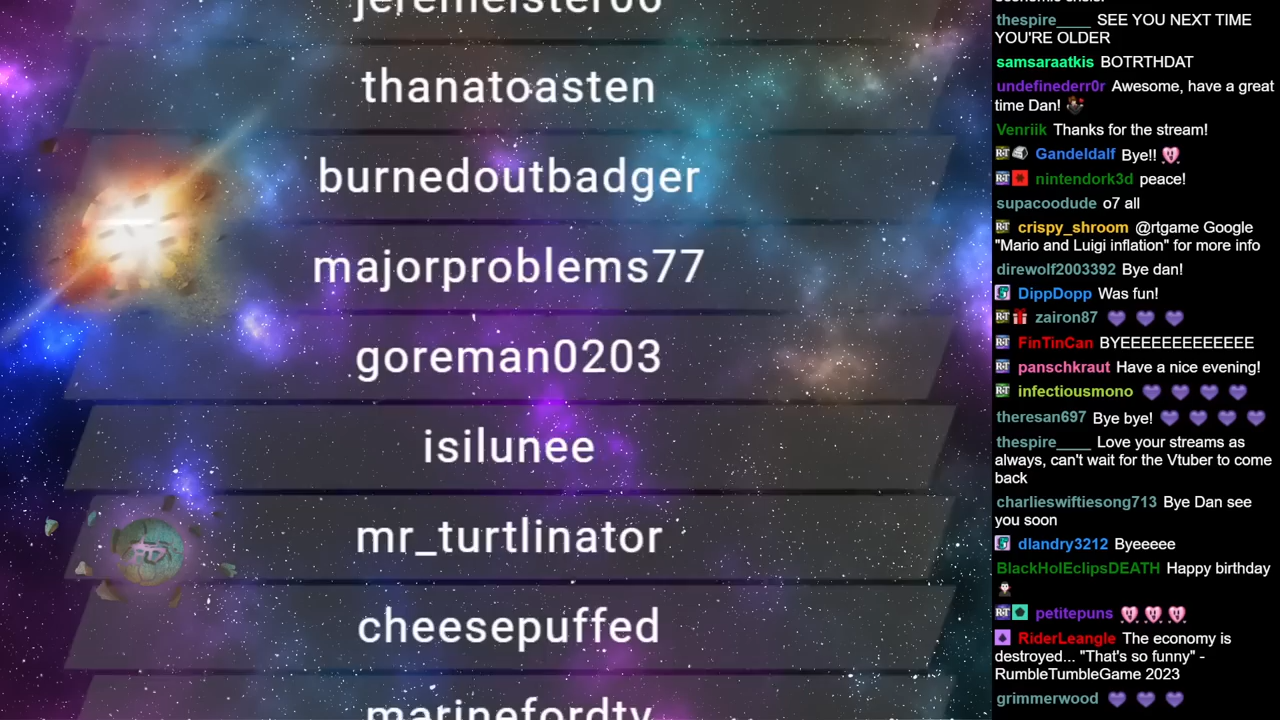 thanatoasten
burnedoutbadger
majorproblems77
goreman0203
isilunee
mr_turtlinator
cheesepuffed
marinefordtv
thespire____ SEE YOU NEXT TIME
YOU'RE OLDER
samsaraatkis BOTRTHDAT
undefinederr0r Awesome, have a great
time Dan!
Venriik Thanks for the stream!
Gandeldalf Bye!!
nintendork3d peace!
supacoodude o7 all
crispy_shroom @rtgame Google
"Mario and Luigi inflation" for more info
direwolf2003392 Bye dan!
DippDopp Was fun!
zairon87
FinTinCan BYEEEEEEEEEEEEE
panschkraut Have a nice evening!
infectiousmono
theresan697 Bye bye!
thespire____ Love your streams as
always, can't wait for the Vtuber to come
back
charlieswiftiesong713 Bye Dan see
you soon
dlandry3212 Byeeeee
BlackHolEclipsDEATH Happy birthday
petitepuns
RiderLeangle The economy is
destroyed... "That's so funny" -
RumbleTumbleGame 2023
grimmerwood